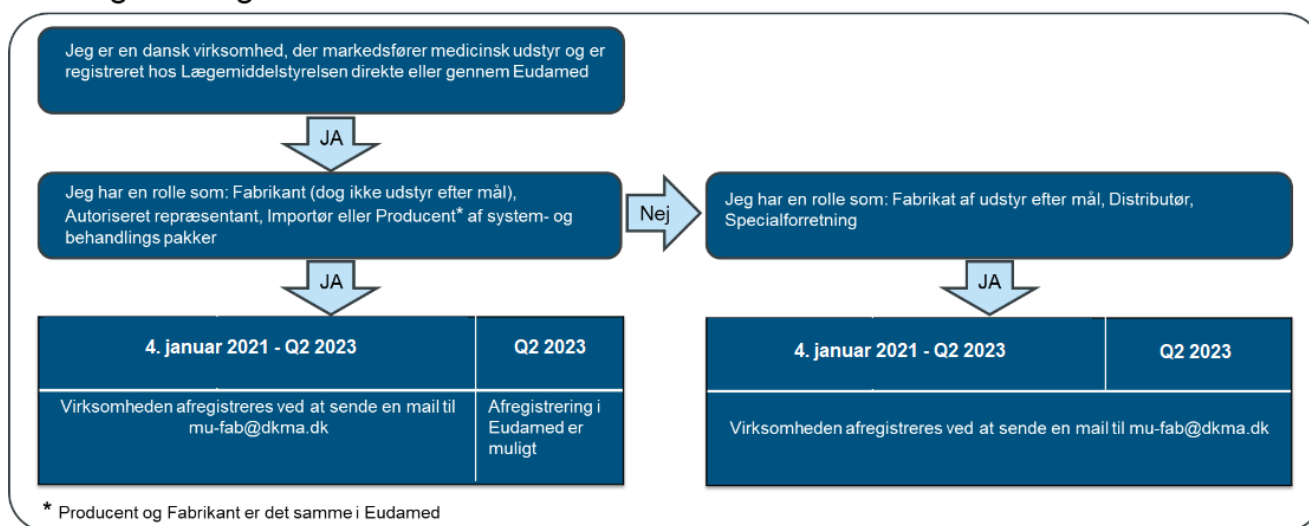 Jeg er en dansk virksomhed, der markedsfører medicinsk udstyr og er
registreret hos Lægemiddelstyrelsen direkte eller gennem Eudamed
JA
Jeg har en rolle som: Fabrikant (dog ikke udstyr efter mål),
Autoriseret repræsentant, Importør eller Producent* af system- og
behandlings pakker
Nej
Jeg har en rolle som: Fabrikat af udstyr efter mål, Distributør,
Specialforretning
JA
JA
4. januar 2021 - Q2 2023
Q2 2023
Virksomheden afregistreres ved at sende en mail til
mu-fab@dkma.dk
Afregistrering i
Eudamed er
muligt
4. januar 2021 - Q2 2023
Q2 2023
Virksomheden afregistreres ved at sende en mail til mu-fab@dkma.dk
* Producent og Fabrikant er det samme i Eudamed